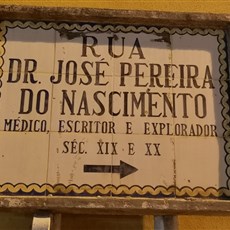 RUA
DR. JOSÉ PEREIRA
DO NASCIMENTO
MÉDICO, ESCRITOR E EXPLORADOR
SÉC. XIX E XX